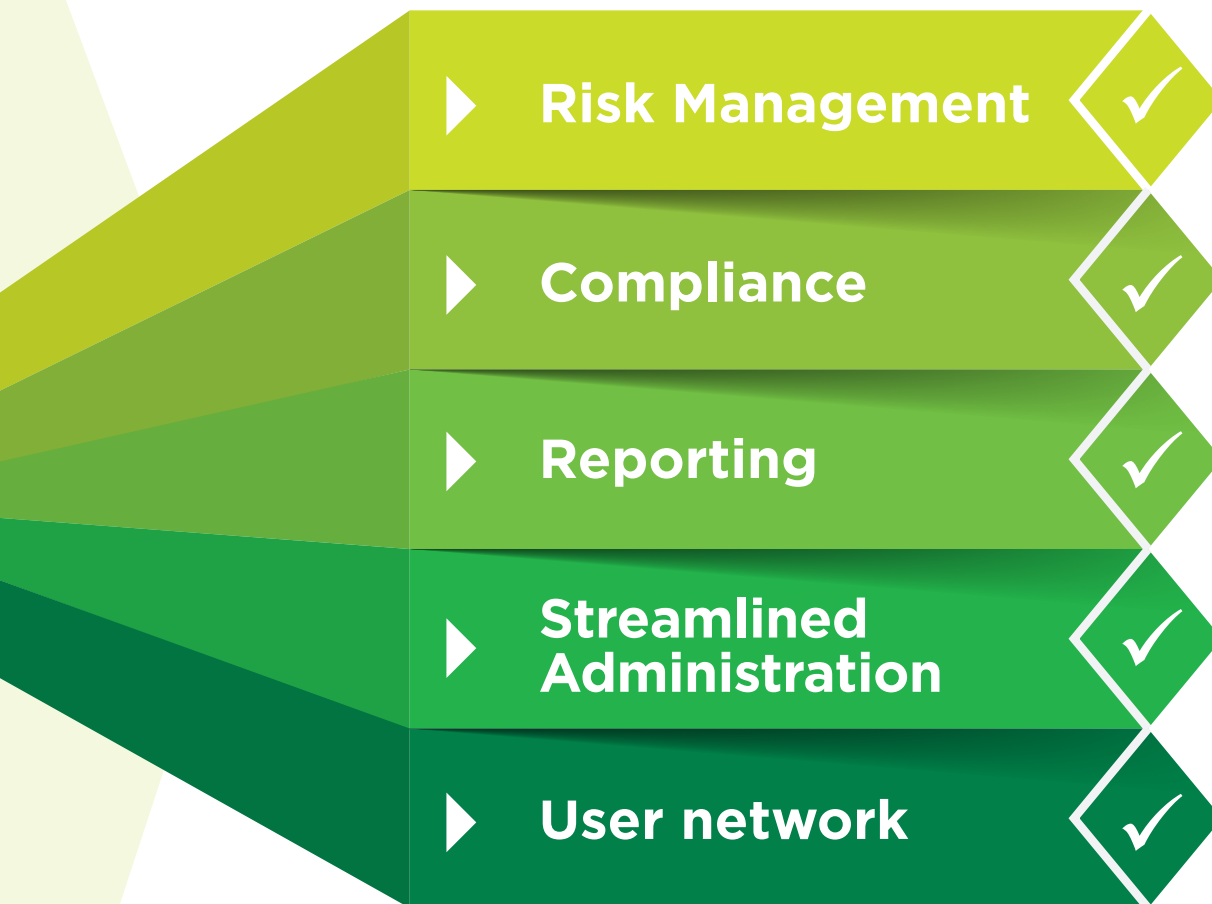 Risk Management
Compliance
Reporting
Streamlined
Administration
User network